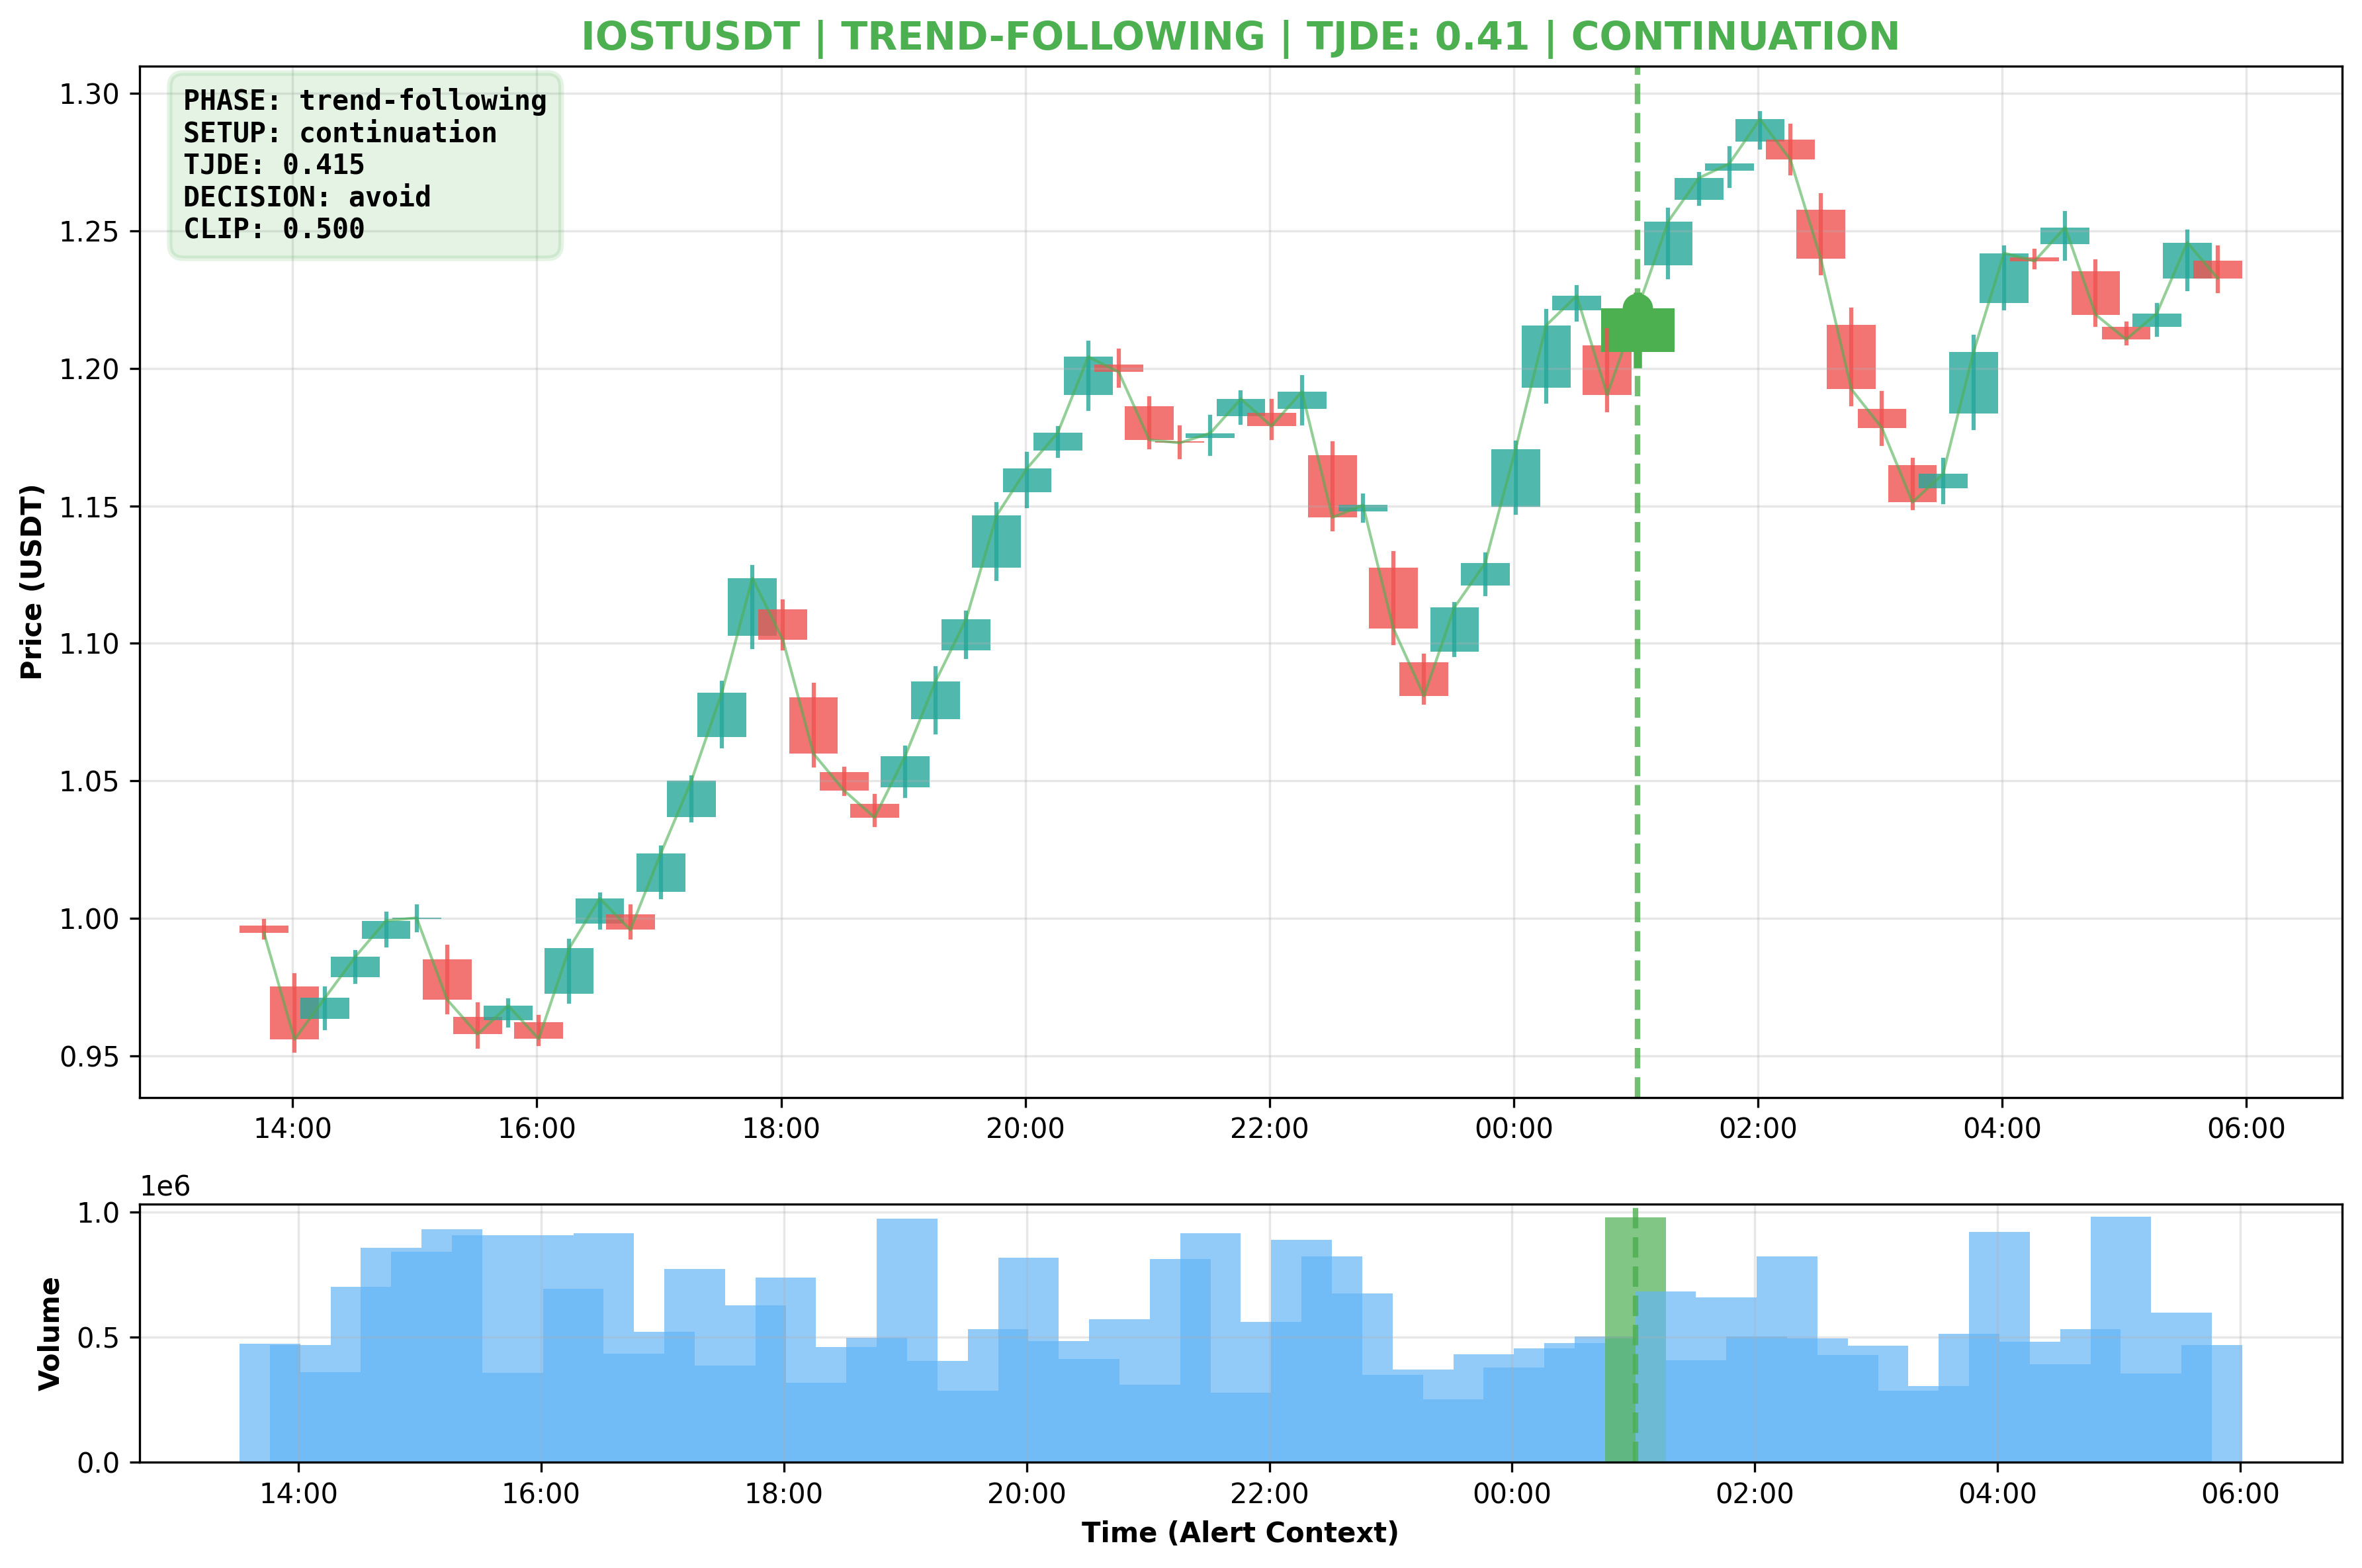 IOSTUSDT | TREND-FOLLOWING | TJDE: 0.41 | CONTINUATION
PHASE: trend-following
SETUP: continuation
TJDE: 0.415
DECISION: avoid
CLIP: 0.500
Price (USDT)
1.30
1.25
1.20
1.15
1.10
1.05
1.00
0.95
14:00 16:00 18:00 20:00 22:00 00:00 02:00 04:00 06:00
1e6
Volume
1.0
0.5
0.0
14:00 16:00 18:00 20:00 22:00 00:00 02:00 04:00 06:00
Time (Alert Context)